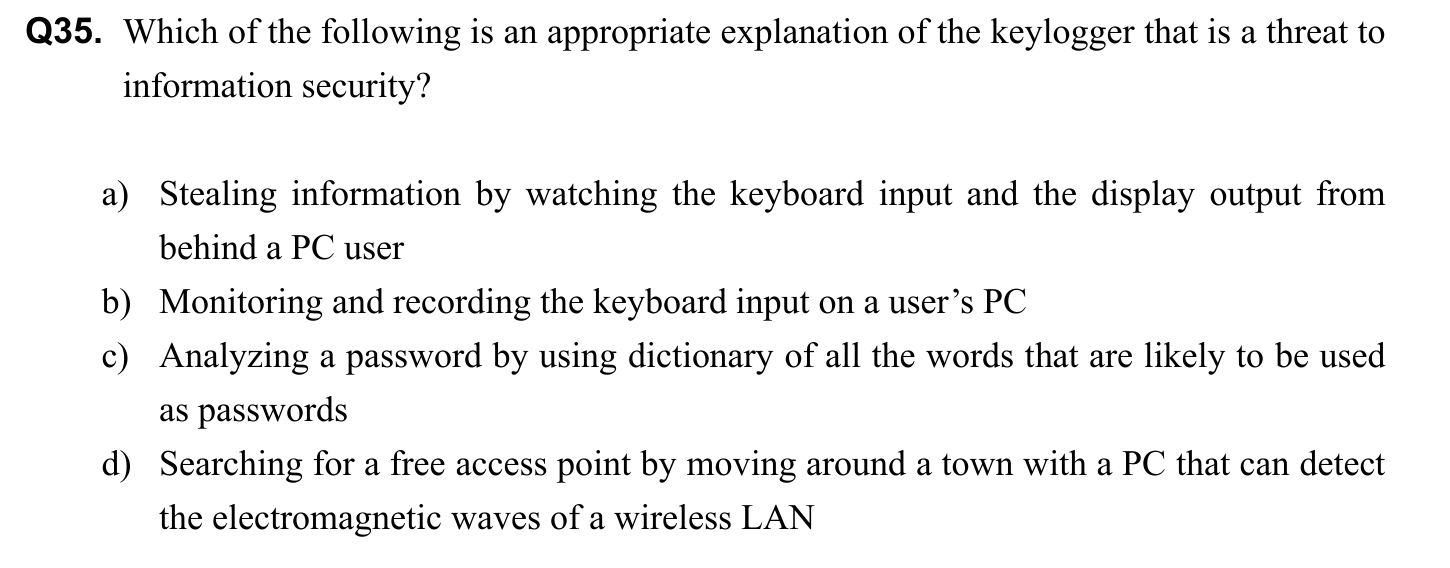 Q35. Which of the following is an appropriate explanation of the keylogger that is a threat to
information security?
a) Stealing information by watching the keyboard input and the display output from
behind a PC user
b) Monitoring and recording the keyboard input on a user’s PC
c) Analyzing a password by using dictionary of all the words that are likely to be used
as passwords
d) Searching for a free access point by moving around a town with a PC that can detect
the electromagnetic waves of a wireless LAN